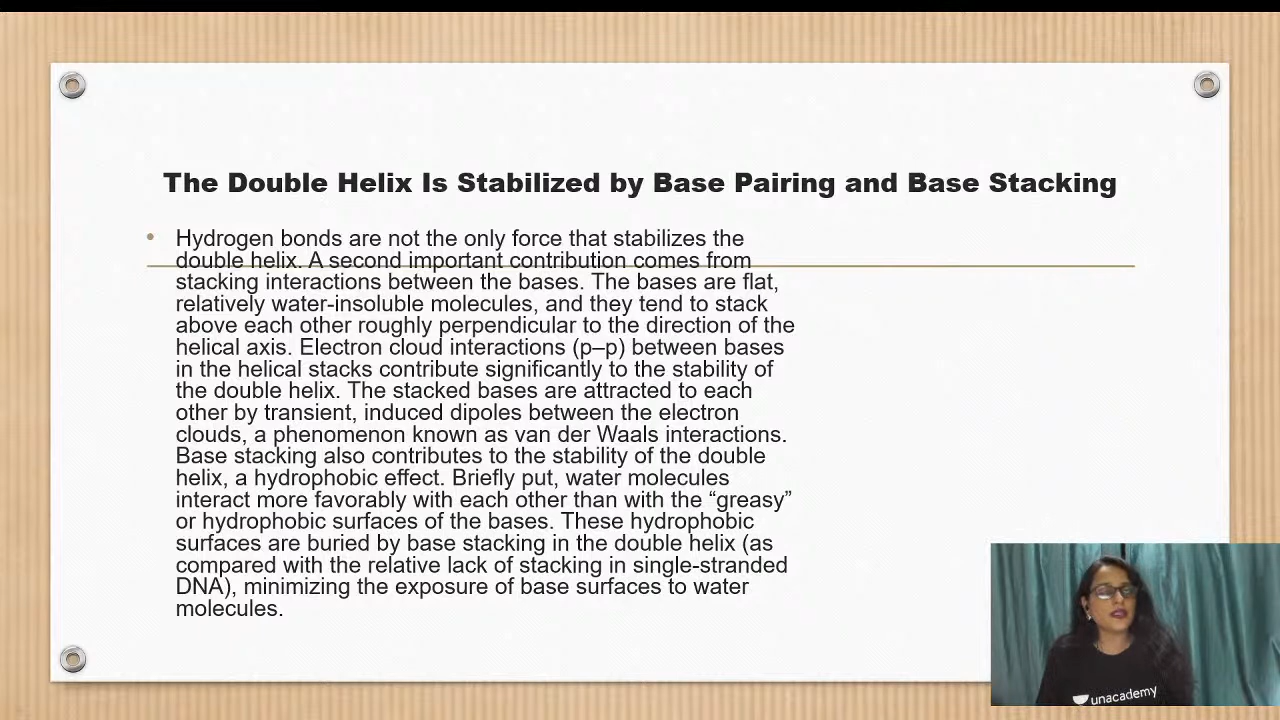 The Double Helix Is Stabilized by Base Pairing and Base Stacking
• Hydrogen bonds are not the only force that stabilizes the
double helix. A second important contribution comes from
stacking interactions between the bases. The bases are flat,
relatively water-insoluble molecules, and they tend to stack
above each other roughly perpendicular to the direction of the
helical axis. Electron cloud interactions (p–p) between bases
in the helical stacks contribute significantly to the stability of
the double helix. The stacked bases are attracted to each
other by transient, induced dipoles between the electron
clouds, a phenomenon known as van der Waals interactions.
Base stacking also contributes to the stability of the double
helix, a hydrophobic effect. Briefly put, water molecules
interact more favorably with each other than with the “greasy”
or hydrophobic surfaces of the bases. These hydrophobic
surfaces are buried by base stacking in the double helix (as
compared with the relative lack of stacking in single-stranded
DNA), minimizing the exposure of base surfaces to water
molecules.
unacademy